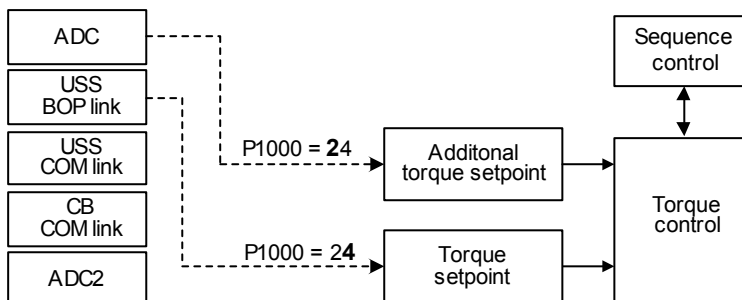 ADC
USS
BOP link
USS
COM link
CB
COM link
ADC2
P1000 = 24
P1000 = 24
Additonal
torque setpoint
Torque
setpoint
Sequence
control
Torque
control